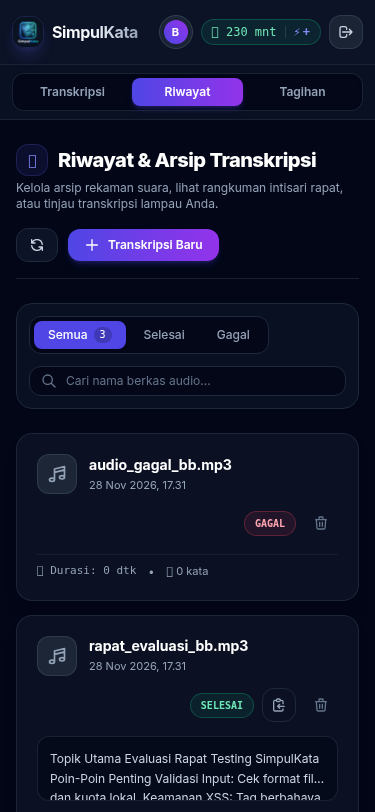 SimpulKata
B
230 mnt
+
Transkripsi
Riwayat
Tagihan
Riwayat & Arsip Transkripsi
Kelola arsip rekaman suara, lihat rangkuman intisari rapat,
atau tinjau transkripsi lampau Anda.
Transkripsi Baru
Semua 3
Selesai
Gagal
Cari nama berkas audio...
audio_gagal_bb.mp3
28 Nov 2026, 17.31
GAGAL
Durasi: 0 dtk • 0 kata
rapat_evaluasi_bb.mp3
28 Nov 2026, 17.31
SELESAI
Topik Utama Evaluasi Rapat Testing SimpulKata
Poin-Poin Penting Validasi Input: Cek format fil...
dan kuota lokal. Keamanan XSS: Tag berbahaya